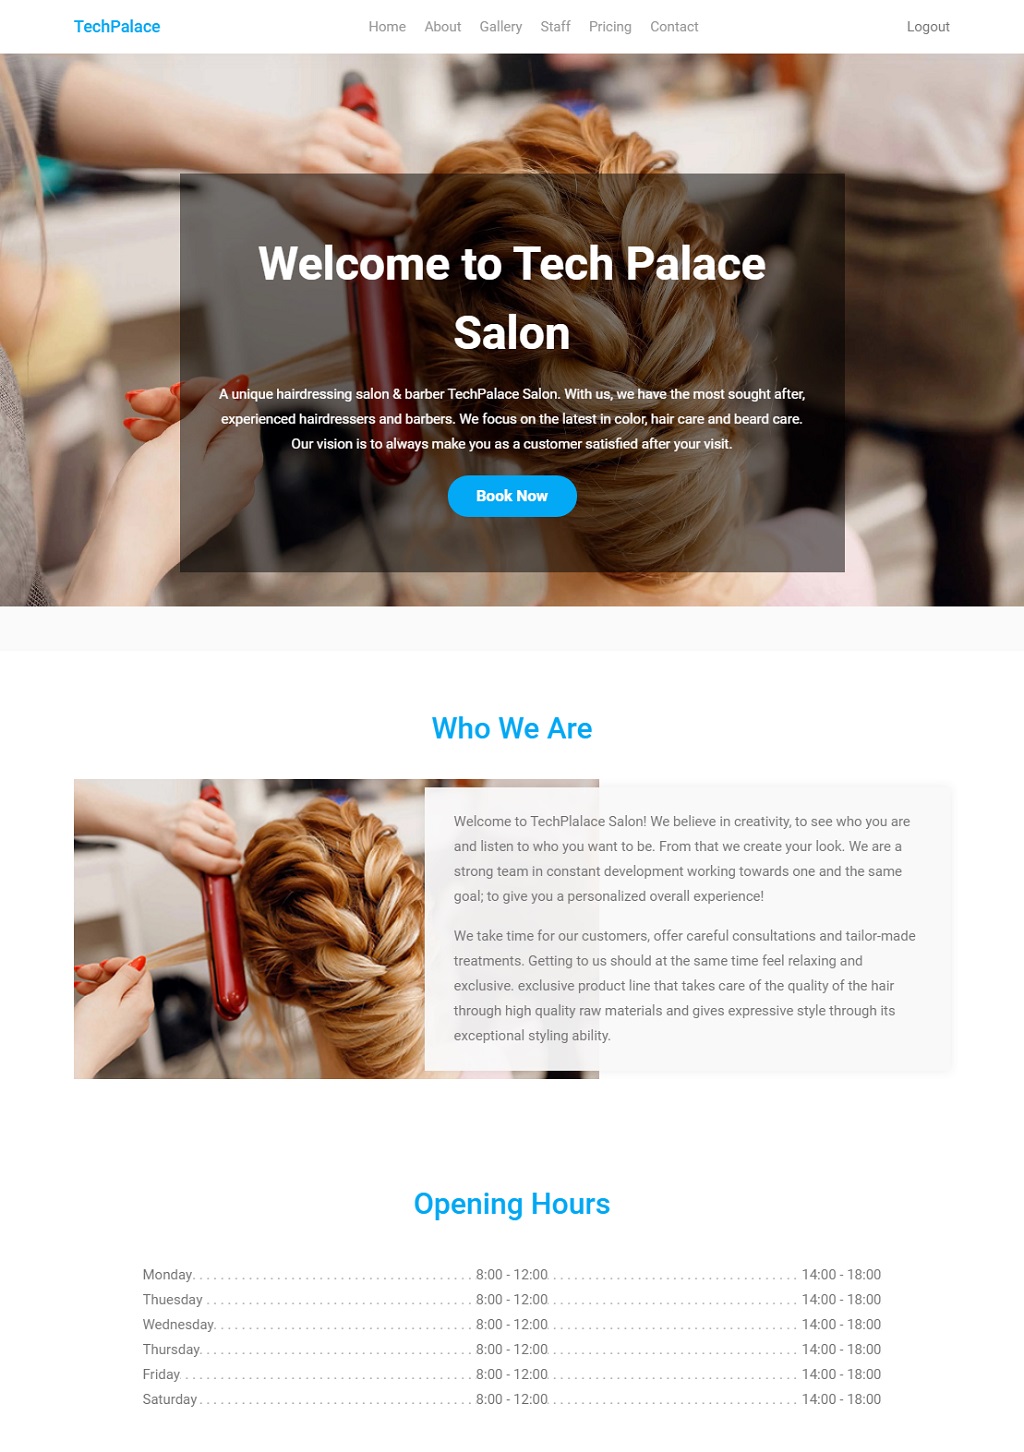 TechPalace Home About Gallery Staff Pricing Contact Logout
Welcome to Tech Palace
Salon
A unique hairdressing salon & barber TechPalace Salon. With us, we have the most sought after,
experienced hairdressers and barbers. We focus on the latest in color, hair care and beard care.
Our vision is to always make you as a customer satisfied after your visit.
Book Now
Who We Are
Welcome to TechPlalace Salon! We believe in creativity, to see who you are
and listen to who you want to be. From that we create your look. We are a
strong team in constant development working towards one and the same
goal; to give you a personalized overall experience!
We take time for our customers, offer careful consultations and tailor-made
treatments. Getting to us should at the same time feel relaxing and
exclusive. exclusive product line that takes care of the quality of the hair
through high quality raw materials and gives expressive style through its
exceptional styling ability.
Opening Hours
Monday 8:00 - 12:00 14:00 - 18:00
Thuesday 8:00 - 12:00 14:00 - 18:00
Wednesday 8:00 - 12:00 14:00 - 18:00
Thursday 8:00 - 12:00 14:00 - 18:00
Friday 8:00 - 12:00 14:00 - 18:00
Saturday 8:00 - 12:00 14:00 - 18:00